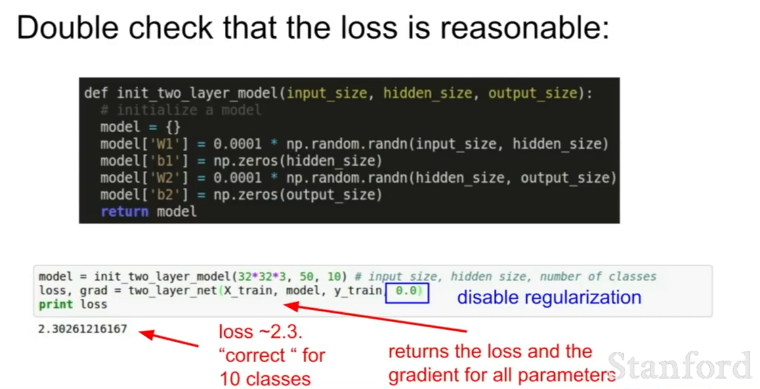 Double check that the loss is reasonable:
def init_two_layer_model(input_size, hidden_size, output_size):
# initialize a model
model = {}
model['W1'] = 0.0001 * np.random.randn(input_size, hidden_size)
model['b1'] = np.zeros(hidden_size)
model['W2'] = 0.0001 * np.random.randn(hidden_size, output_size)
model['b2'] = np.zeros(output_size)
return model
model = init_two_layer_model(32*32*3, 50, 10) # input size, hidden size, number of classes
loss, grad = two_layer_net(X_train, model, y_train, 0.0)
disable regularization
print loss
2.30261216167
loss ~2.3.
"correct " for
10 classes
returns the loss and the
gradient for all parameters
Stanford